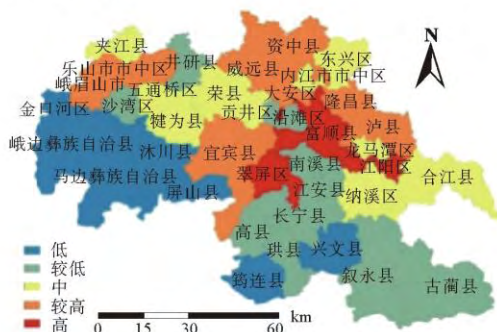 N
夹江县
井研县
资中县
东兴区
乐山市市中区
威远县
内江市市中区
峨眉山市
五通桥区
荣县
大安区
隆昌县
金口河区
沙湾区
贡井区
沿滩区
泸县
犍为县
富顺县
峨边彝族自治县
沐川县
宜宾县
龙马潭区
南溪县
江阳区
马边彝族自治县
翠屏区
合江县
屏山县
江安县
纳溪区
长宁县
高县
珙县
兴文县
叙永县
筠连县
古蔺县
低
较低
中
较高
高
0 15 30 60 km